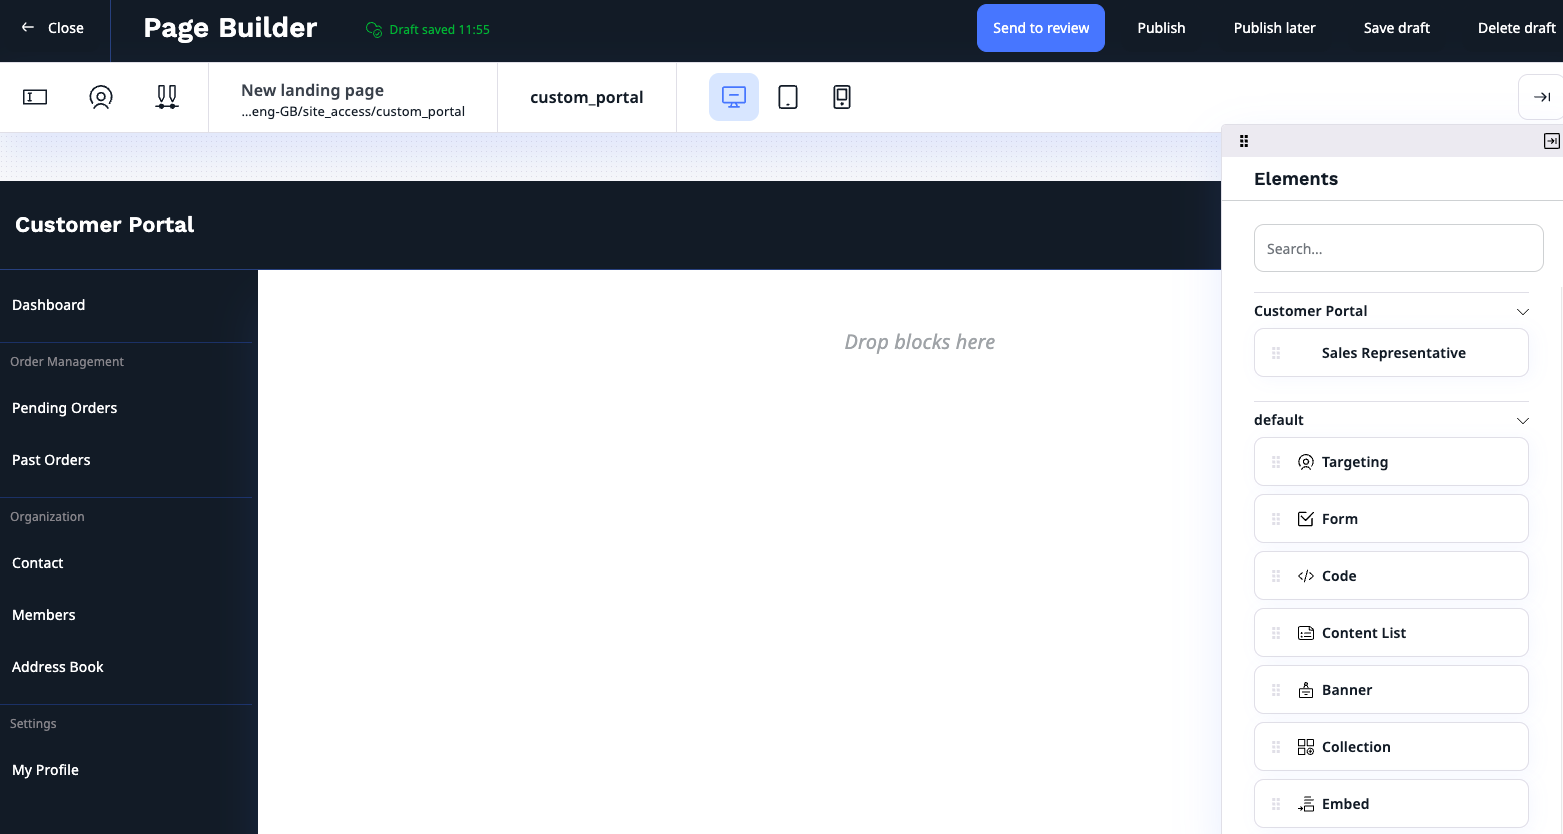 Close
Page Builder
Draft saved 11:55
Send to review
Publish
Publish later
Save draft
Delete draft
New landing page
...eng-GB/site_access/custom_portal
custom_portal
Customer Portal
Dashboard
Order Management
Pending Orders
Past Orders
Organization
Contact
Members
Address Book
Settings
My Profile
Drop blocks here
Elements
Search...
Customer Portal
Sales Representative
default
Targeting
Form
Code
Content List
Banner
Collection
Embed